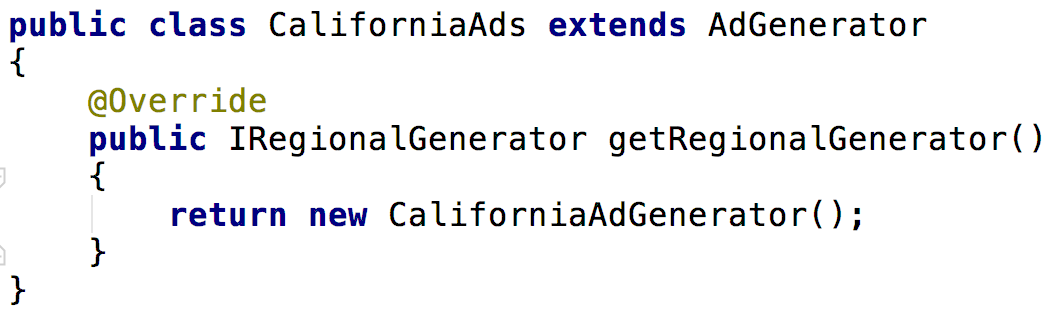 public class CaliforniaAds extends AdGenerator
{
    @Override
    public IRegionalGenerator getRegionalGenerator()
    {
        return new CaliforniaAdGenerator();
    }
}